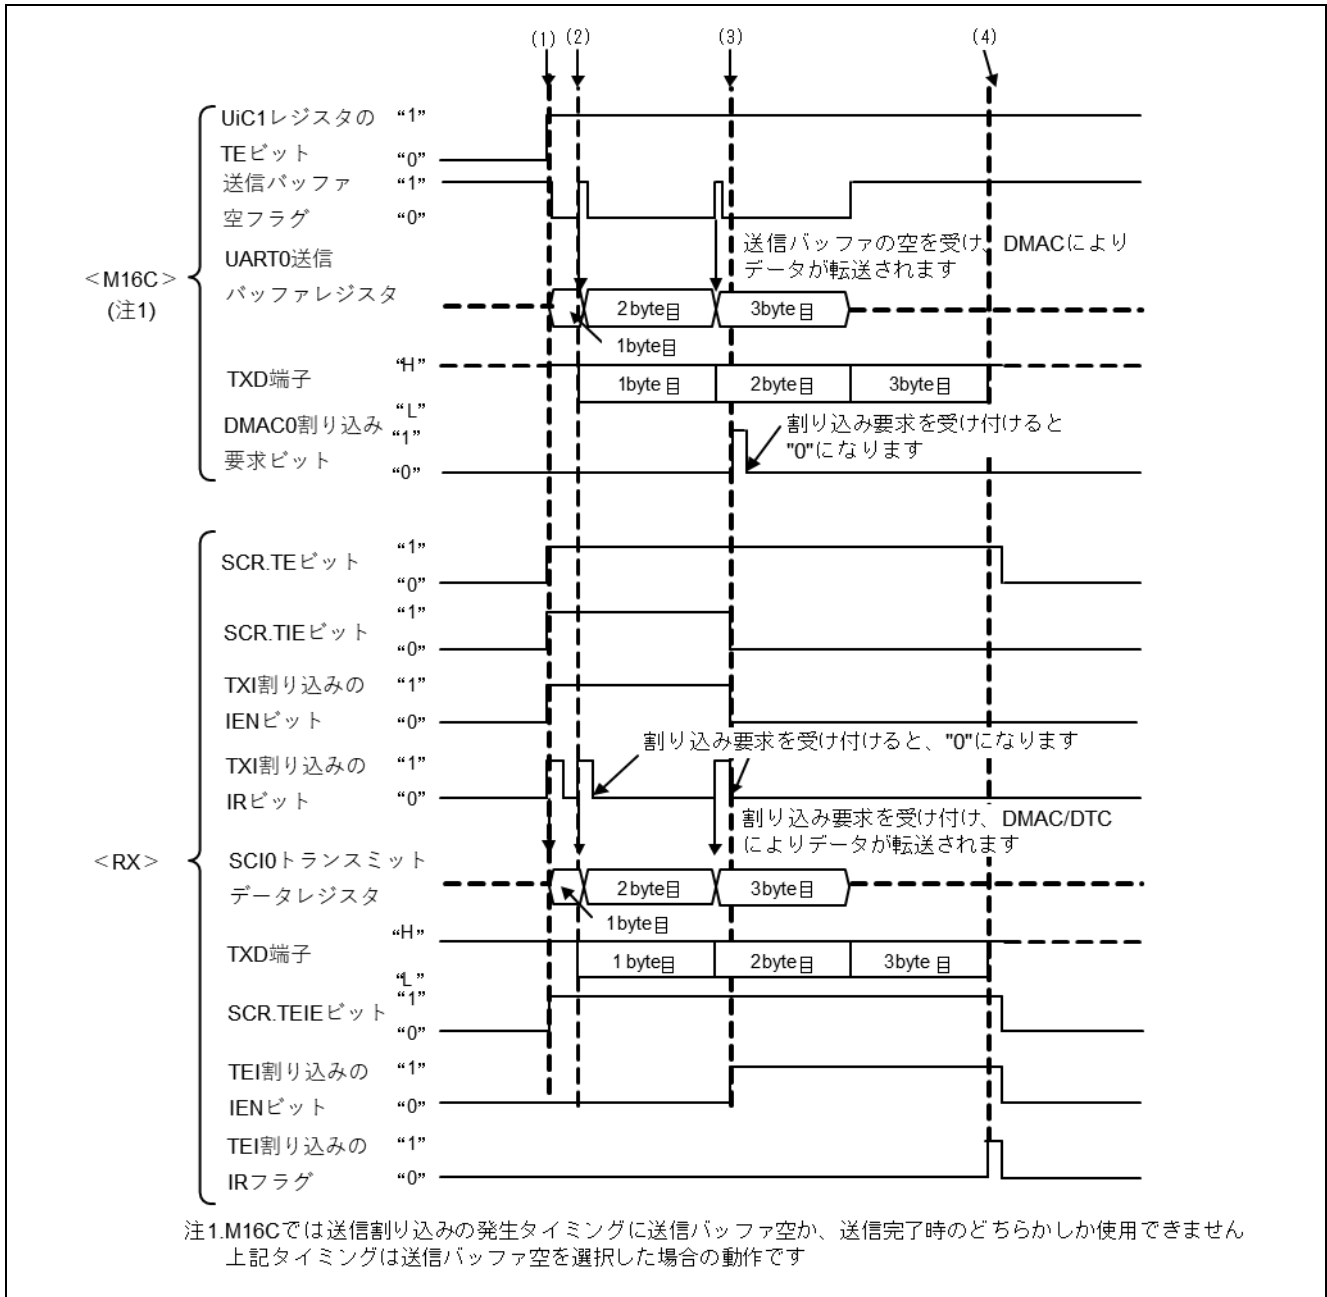 (1) (2) (3) (4)
UiC1レジスタの “1”
TEビット “0”
送信バッファ “1”
空フラグ “0”
送信バッファの空を受け、DMACにより
データが転送されます
UART0送信
バッファレジスタ
2byte目 3byte目
1byte目
<M16C>
(注1)
“H”
TXD端子
1byte目 2byte目 3byte目
“L”
DMAC0割り込み “1”
要求ビット “0”
割り込み要求を受け付けると
"0"になります
SCR.TEビット “1”
“0”
SCR.TIEビット “1”
“0”
TXI割り込みの “1”
IENビット “0”
割り込み要求を受け付けると、"0"になります
TXI割り込みの “1”
IRビット “0”
割り込み要求を受け付け、DMAC/DTC
によりデータが転送されます
<RX>
SCI0トランスミット
データレジスタ
2byte目 3byte目
1byte目
“H”
TXD端子
1byte目 2byte目 3byte目
“L”
SCR.TEIEビット “1”
“0”
TEI割り込みの “1”
IENビット “0”
TEI割り込みの “1”
IRフラグ “0”
注1.M16Cでは送信割り込みの発生タイミングに送信バッファ空か、送信完了時のどちらかしか使用できません
上記タイミングは送信バッファ空を選択した場合の動作です